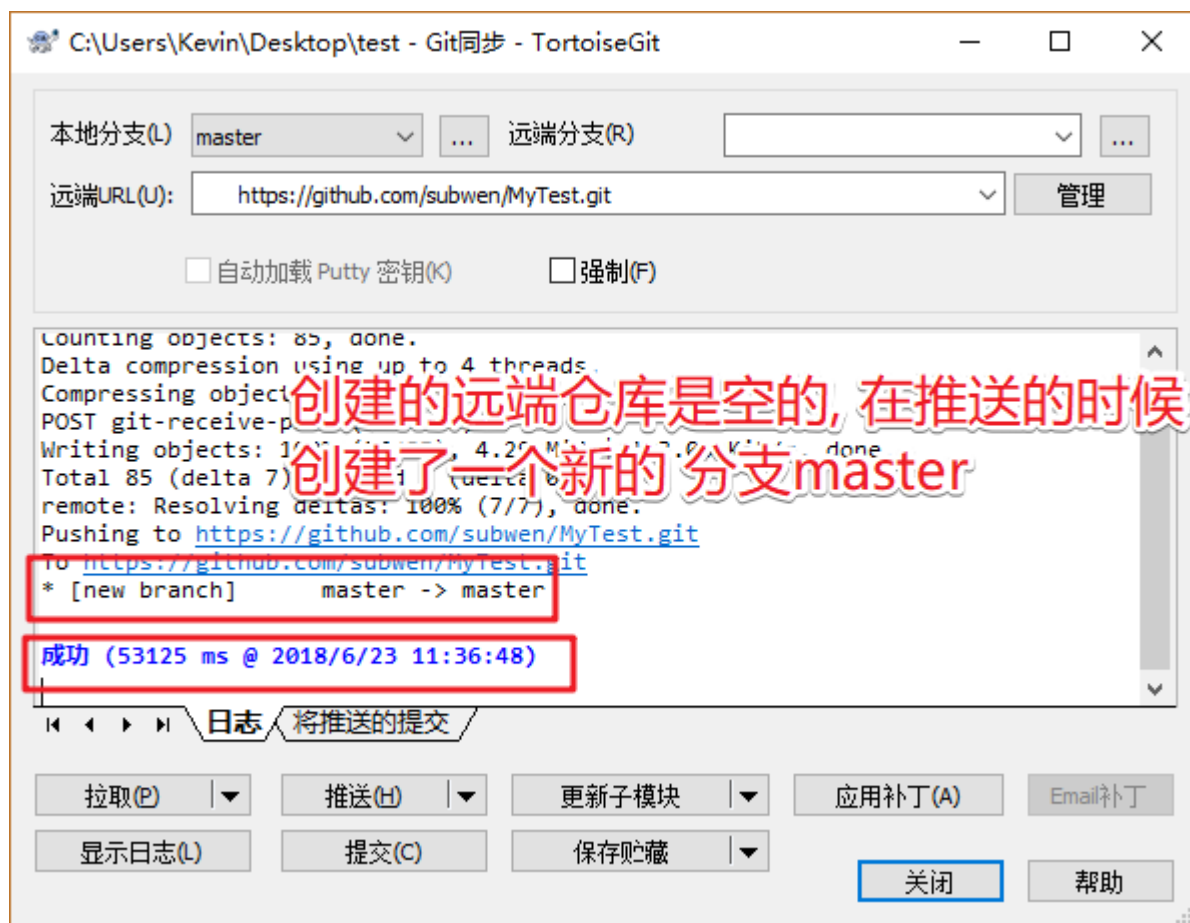 C:\Users\Kevin\Desktop\test - Git同步 - TortoiseGit
本地分支(L) master ... 远端分支(R) ...
远端URL(U): https://github.com/subwen/MyTest.git 管理
自动加载 Putty 密钥(K) 强制(F)
Counting objects: 85, done.
Delta compression using up to 4 threads.
Compressing object
创建的远端仓库是空的, 在推送的时候
POST git-receive-p
Writing objects: 1 , 4.2 done
创建了一个新的 分支master
Total 85 (delta 7)
remote: Resolving deltas: 100% (7/7), done.
Pushing to https://github.com/subwen/MyTest.git
To https://github.com/subwen/MyTest.git
* [new branch] master -> master
成功 (53125 ms @ 2018/6/23 11:36:48)
日志 将推送的提交
拉取(P) 推送(H) 更新子模块 应用补丁(A) Email补丁
显示日志(L) 提交(C) 保存贮藏
关闭 帮助